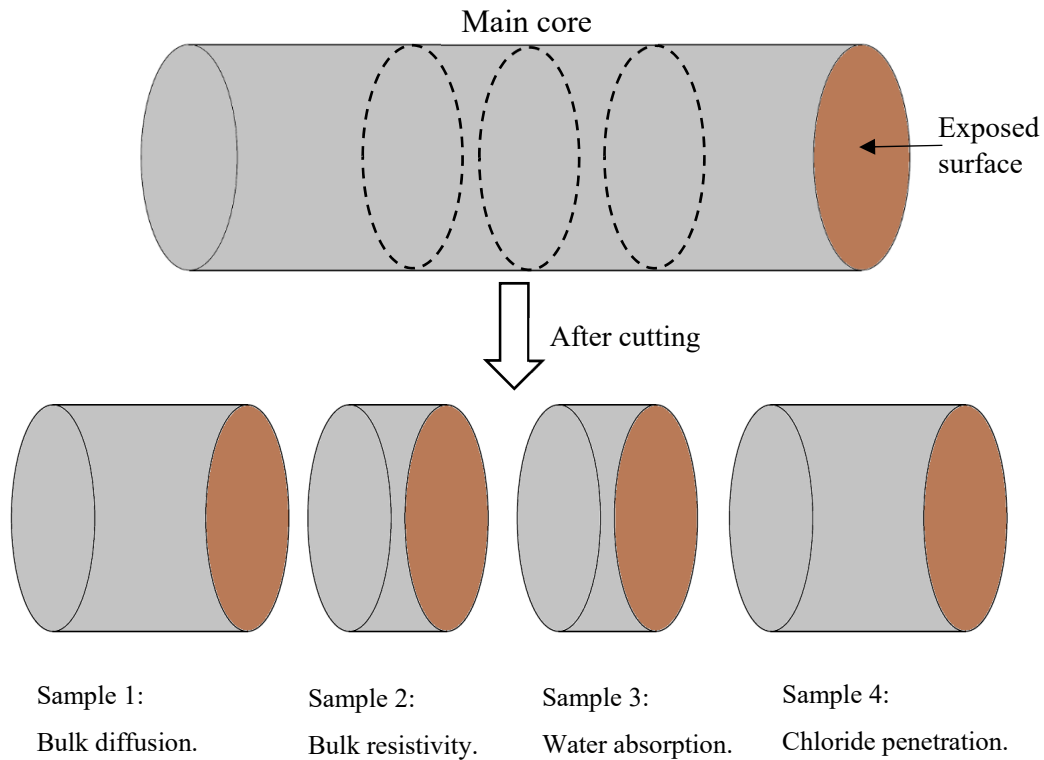 Main core
Exposed
surface
After cutting
Sample 1:
Bulk diffusion.
Sample 2:
Bulk resistivity.
Sample 3:
Water absorption.
Sample 4:
Chloride penetration.